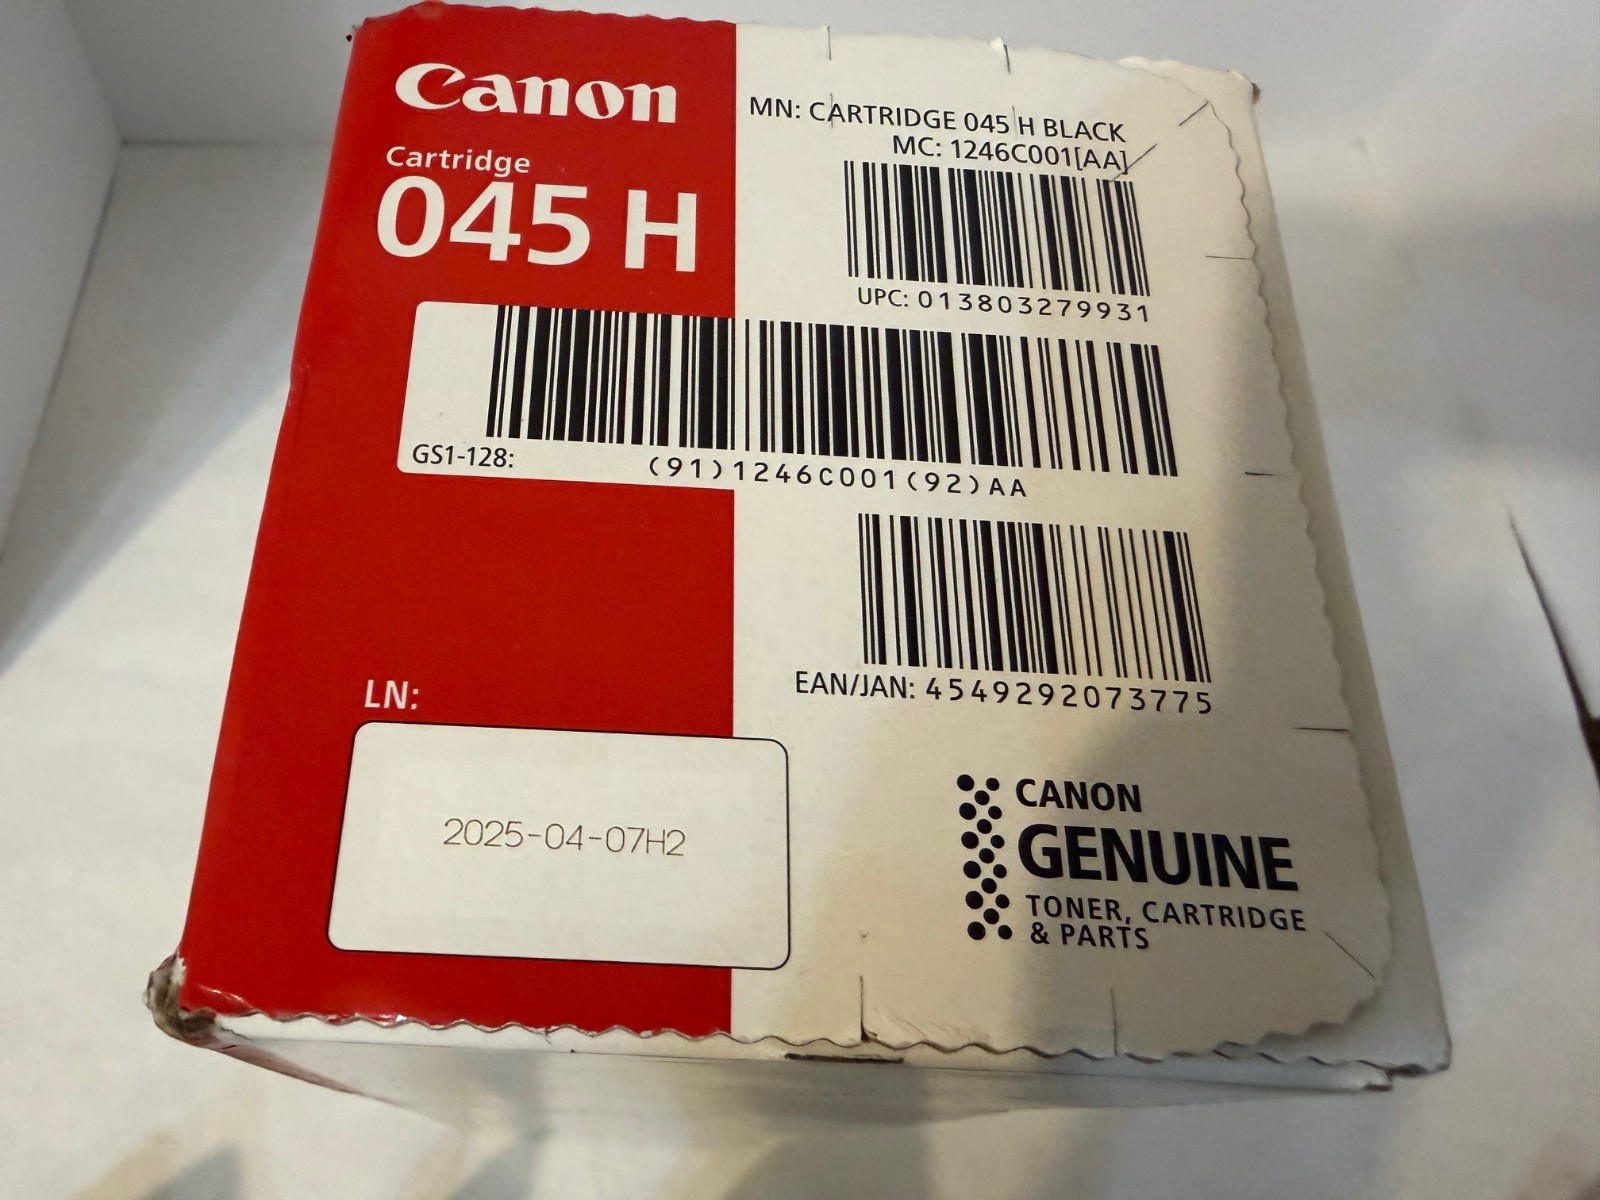 Canon
Cartridge
045 H
MN: CARTRIDGE 045 H BLACK
MC: 1246C001[AA]
UPC: 013803279931
GS1-128:
(91)1246C001(92)AA
EAN/JAN: 4549292073775
LN:
2025-04-07H2
CANON
GENUINE
TONER, CARTRIDGE
& PARTS